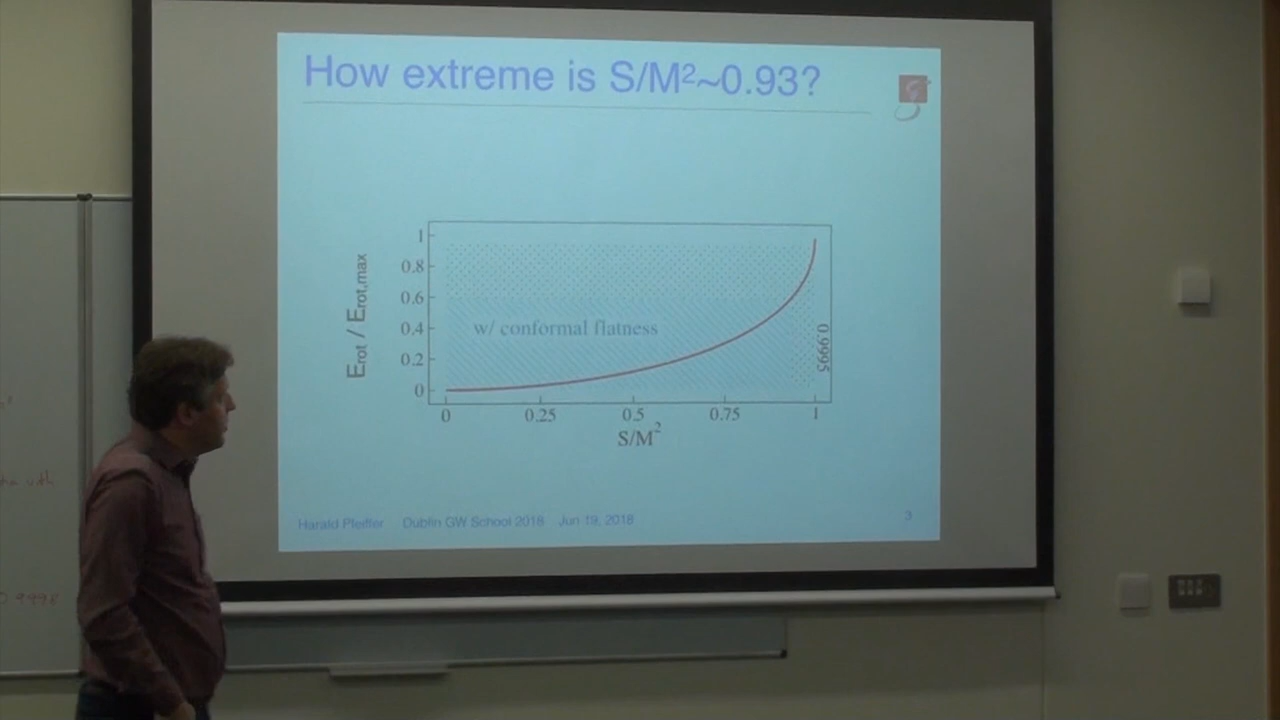 How extreme is S/M²~0.93?
Erot / Erot,max
1
0.8
0.6
0.4
0.2
0
w/ conformal flatness
0.9995
0
0.25
0.5
0.75
1
S/M²
Harald Pfeiffer Dublin GW School 2018 Jun 19, 2018
3